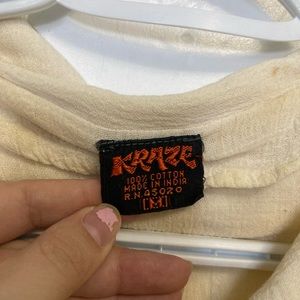 KRAZE
100% COTTON
MADE IN INDIA
R.N. 45020
M